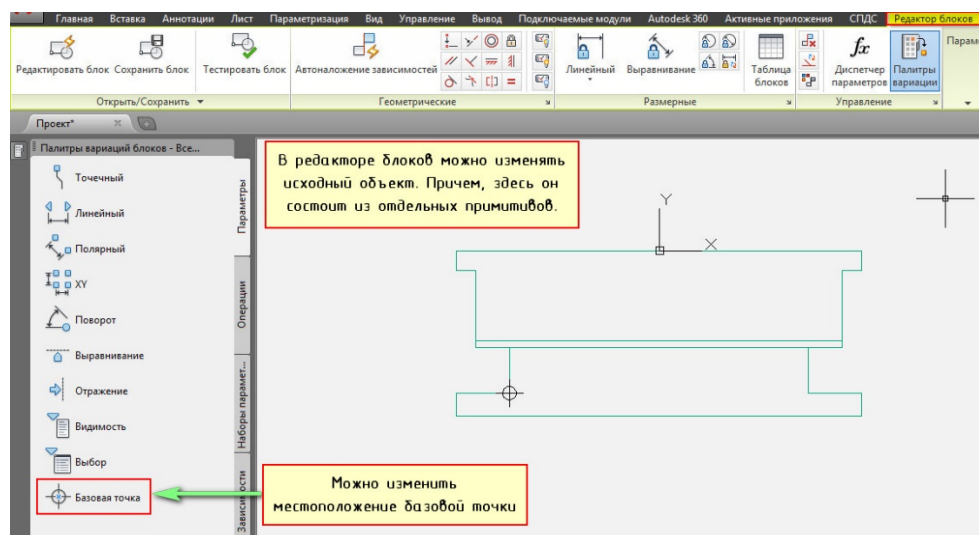 Главная Вставка Аннотации Лист Параметризация Вид Управление Вывод Подключаемые модули Autodesk 360 Активные приложения СПДС Редактор блоков
Редактировать блок Сохранить блок Тестировать блок Автоналожение зависимостей Линейный Выравнивание Таблица блоков fx Диспетчер параметров Палитры вариации Парам
Открыть/Сохранить Геометрические Размерные Управление
Проект*
Палитры вариаций блоков - Все...
Точечный
Линейный
Полярный
XY
Поворот
Выравнивание
Отражение
Видимость
Выбор
Базовая точка
Параметры
Операции
Наборы парамет...
Зависимости
В редакторе блоков можно изменять
исходный объект. Причем, здесь он
состоит из отдельных примитивов.
Y
X
Можно изменить
местоположение базовой точки